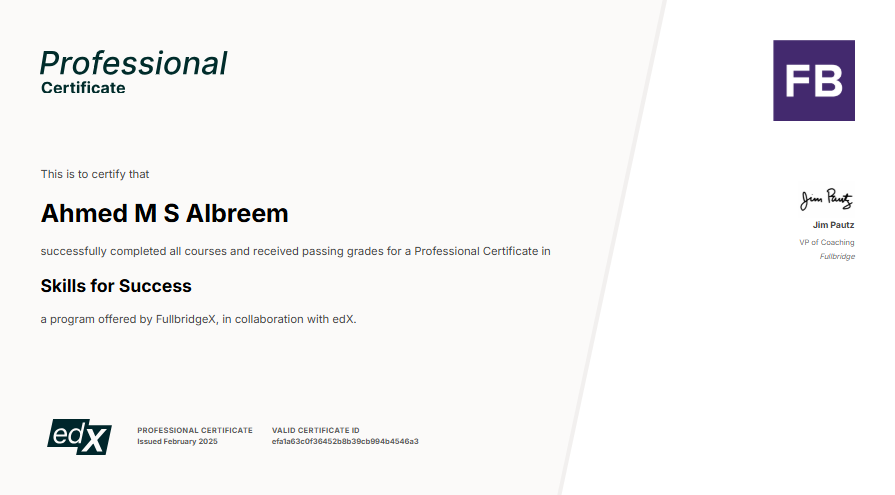 Professional
Certificate
FB
This is to certify that
Ahmed M S Albreem
successfully completed all courses and received passing grades for a Professional Certificate in
Skills for Success
a program offered by FullbridgeX, in collaboration with edX.
Jim Pautz
Jim Pautz
VP of Coaching
Fullbridge
edX
PROFESSIONAL CERTIFICATE
Issued February 2025
VALID CERTIFICATE ID
efa1a63c0f36452b8b39cb994b4546a3